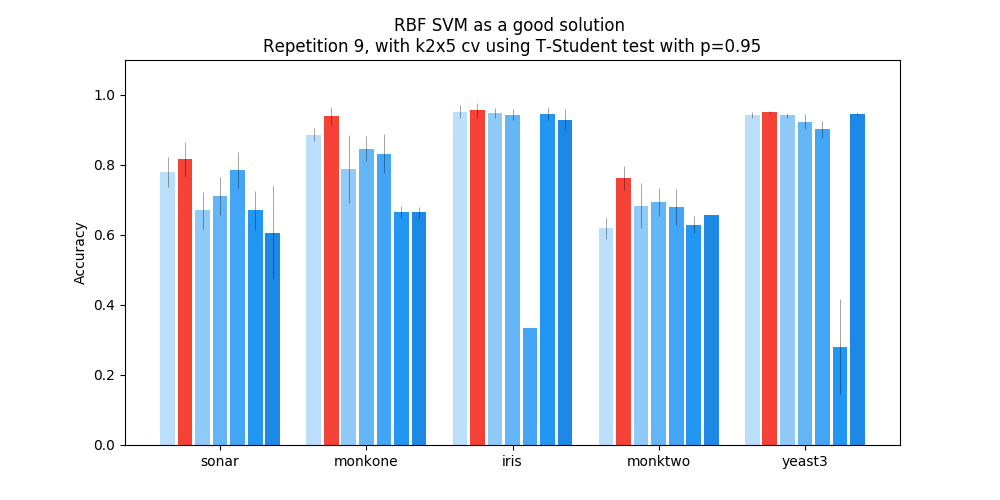 RBF SVM as a good solution
Repetition 9, with k2x5 cv using T-Student test with p=0.95
Accuracy
1.0
0.8
0.6
0.4
0.2
0.0
sonar monkone iris monktwo yeast3